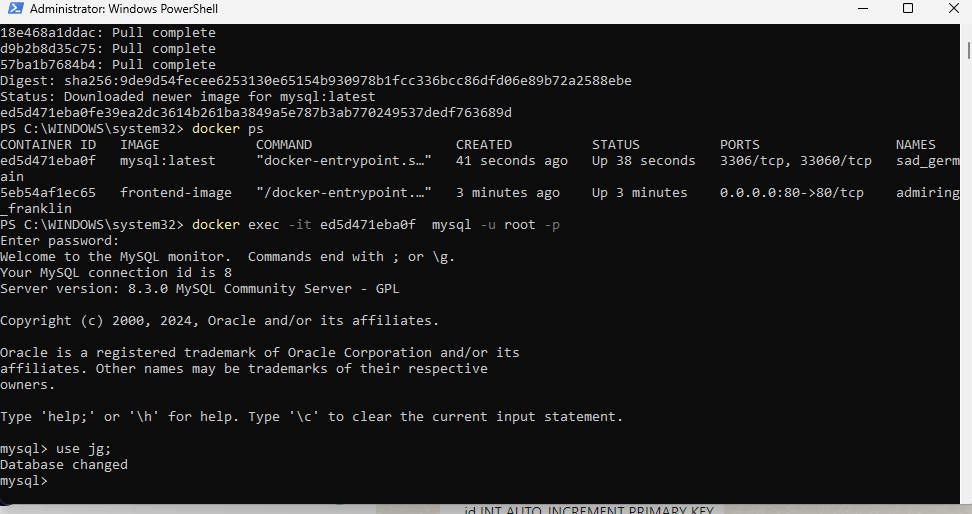 Administrator: Windows PowerShell
18e468a1ddac: Pull complete
d9b2b8d35c75: Pull complete
57ba1b7684b4: Pull complete
Digest: sha256:9de9d54fecee6253130e65154b930978b1fcc336bcc86dfd06e89b72a2588ebe
Status: Downloaded newer image for mysql:latest
ed5d471eba0fe39ea2dc3614b261ba3849a5e787b3ab770249537dedf763689d
PS C:\WINDOWS\system32> docker ps
CONTAINER ID   IMAGE            COMMAND                  CREATED          STATUS          PORTS                 NAMES
ed5d471eba0f   mysql:latest     "docker-entrypoint.s…"   41 seconds ago   Up 38 seconds   3306/tcp, 33060/tcp   sad_germ
ain
5eb54af1ec65   frontend-image   "/docker-entrypoint.…"   3 minutes ago    Up 3 minutes    0.0.0.0:80->80/tcp    admiring
_franklin
PS C:\WINDOWS\system32> docker exec -it ed5d471eba0f  mysql -u root -p
Enter password:
Welcome to the MySQL monitor.  Commands end with ; or \g.
Your MySQL connection id is 8
Server version: 8.3.0 MySQL Community Server - GPL
Copyright (c) 2000, 2024, Oracle and/or its affiliates.
Oracle is a registered trademark of Oracle Corporation and/or its
affiliates. Other names may be trademarks of their respective
owners.
Type 'help;' or '\h' for help. Type '\c' to clear the current input statement.
mysql> use jg;
Database changed
mysql>
id INT AUTO_INCREMENT PRIMARY KEY